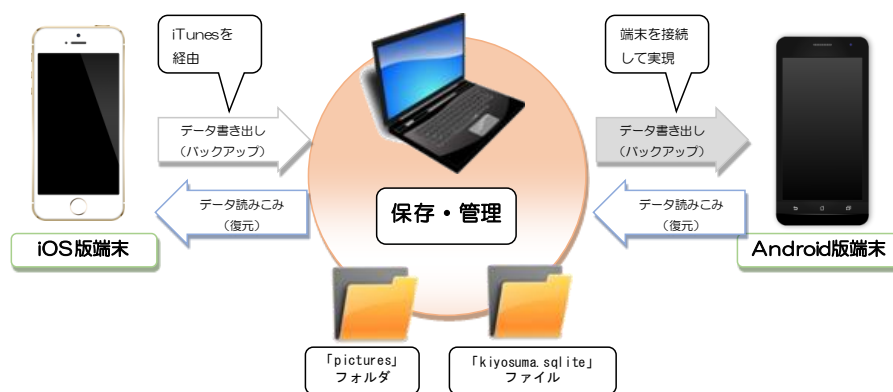 iTunesを
経由
端末を接続
して実現
データ書き出し
（バックアップ）
データ書き出し
（バックアップ）
データ読みこみ
（復元）
データ読みこみ
（復元）
保存・管理
iOS版端末
Android版端末
「pictures」
フォルダ
「kiyosuma.sqlite」
ファイル